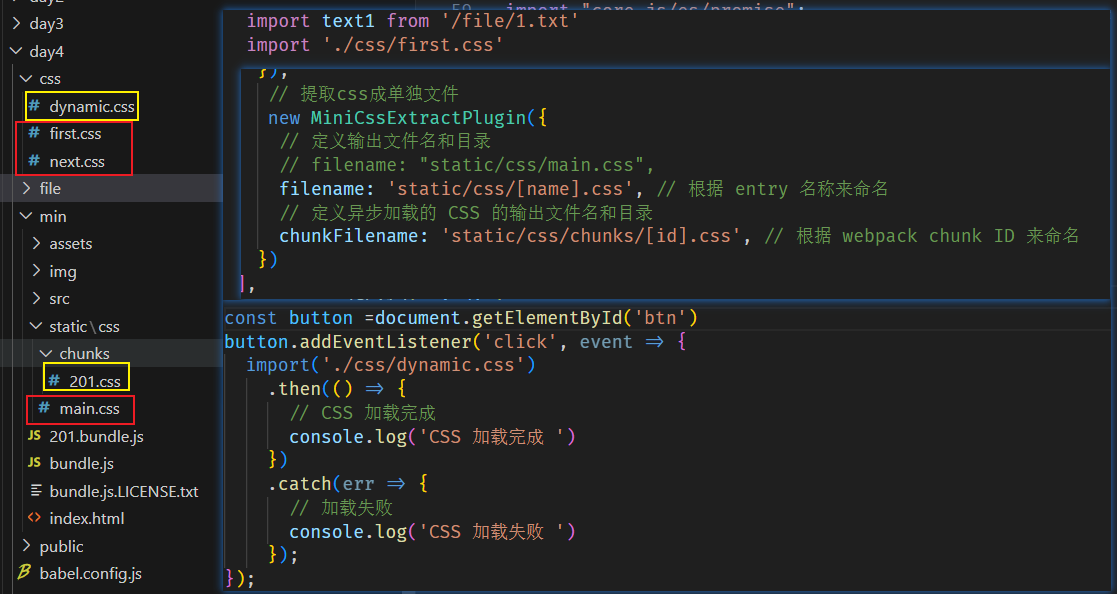 day3
day4
css
# dynamic.css
# first.css
# next.css
file
min
assets
img
src
static\css
chunks
# 201.css
# main.css
JS 201.bundle.js
JS bundle.js
bundle.js.LICENSE.txt
<> index.html
public
babel.config.js
import text1 from '/file/1.txt'
import './css/first.css'
}),
// 提取css成单独文件
new MiniCssExtractPlugin({
// 定义输出文件名和目录
// filename: "static/css/main.css",
filename: 'static/css/[name].css', // 根据 entry 名称来命名
// 定义异步加载的 CSS 的输出文件名和目录
chunkFilename: 'static/css/chunks/[id].css', // 根据 webpack chunk ID 来命名
})
],
const button =document.getElementById('btn')
button.addEventListener('click', event => {
import('./css/dynamic.css')
.then(() => {
// CSS 加载完成
console.log('CSS 加载完成 ')
})
.catch(err => {
// 加载失败
console.log('CSS 加载失败 ')
});
});